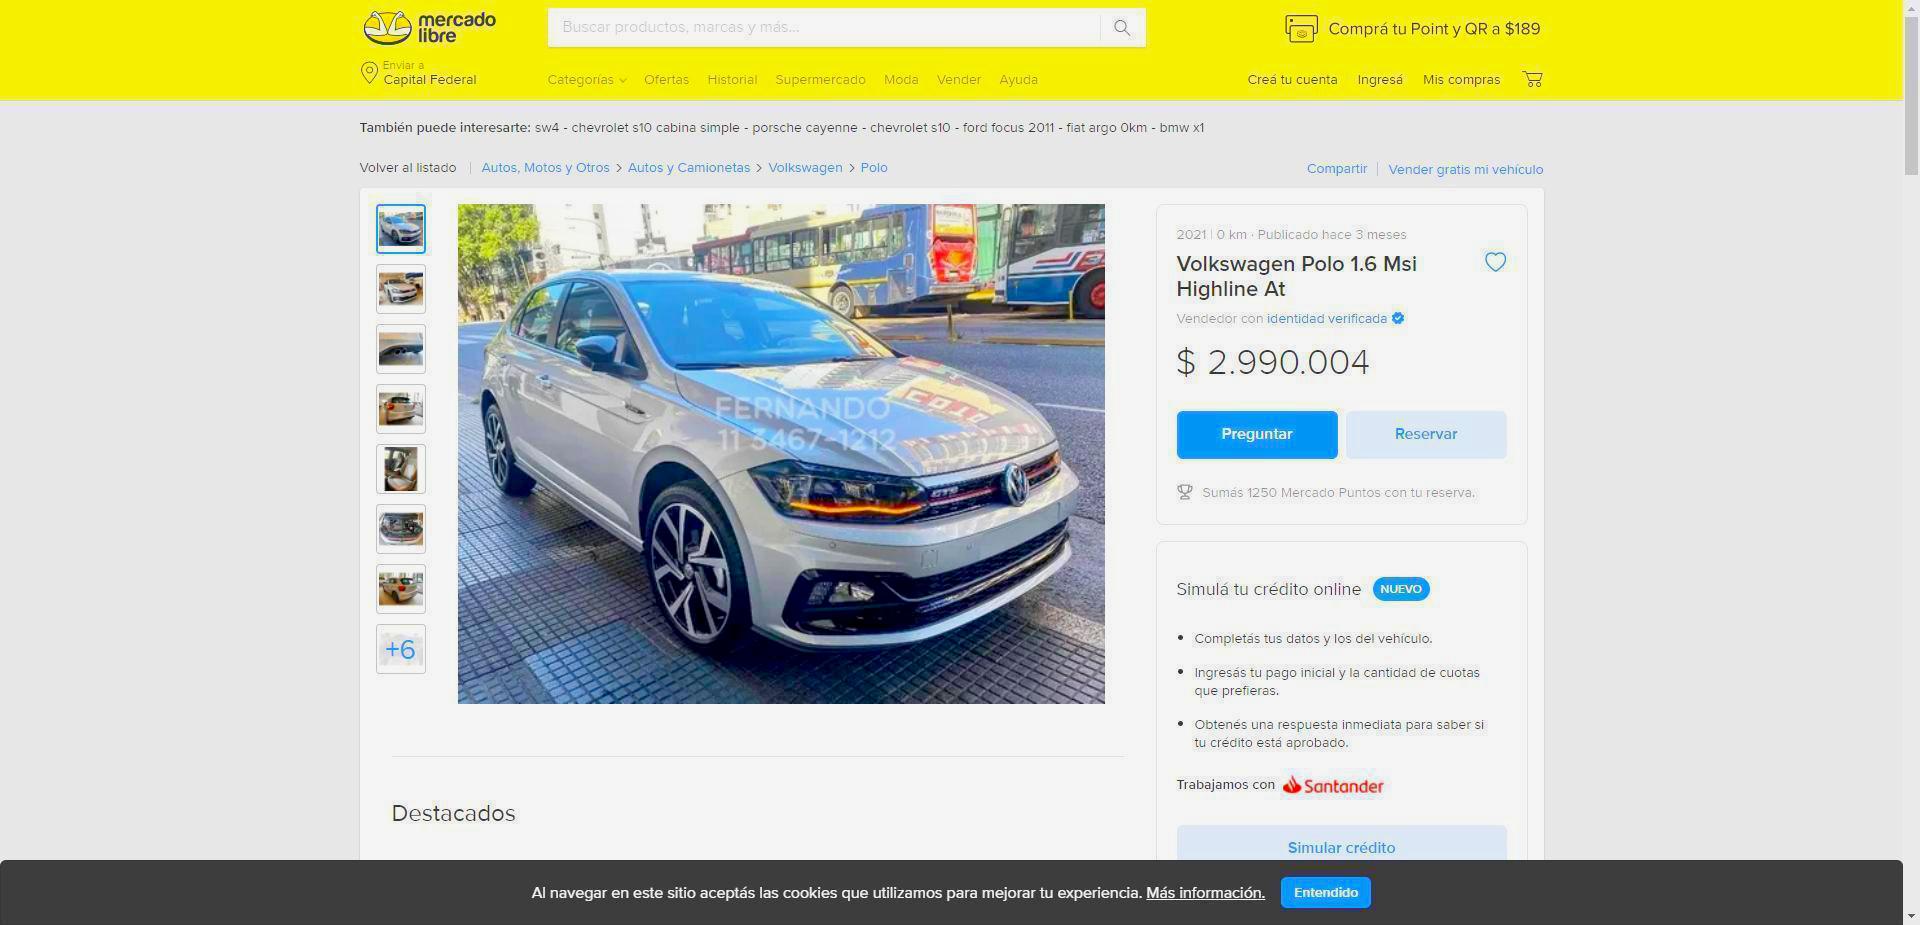 mercado
libre
Buscar productos, marcas y más...
Comprá tu Point y QR a $189
Enviar a
Capital Federal
Categorías Ofertas Historial Supermercado Moda Vender Ayuda
Creá tu cuenta Ingresá Mis compras
También puede interesarte: sw4 - chevrolet s10 cabina simple - porsche cayenne - chevrolet s10 - ford focus 2011 - fiat argo 0km - bmw x1
Volver al listado | Autos, Motos y Otros > Autos y Camionetas > Volkswagen > Polo
Compartir | Vender gratis mi vehículo
+6
FERNANDO
11 3467-1212
GTS
COTO
2021 | 0 km · Publicado hace 3 meses
Volkswagen Polo 1.6 Msi
Highline At
Vendedor con identidad verificada
$ 2.990.004
Preguntar
Reservar
Sumás 1250 Mercado Puntos con tu reserva.
Simulá tu crédito online NUEVO
• Completás tus datos y los del vehículo.
• Ingresás tu pago inicial y la cantidad de cuotas
que prefieras.
• Obtenés una respuesta inmediata para saber si
tu crédito está aprobado.
Trabajamos con Santander
Simular crédito
Destacados
Al navegar en este sitio aceptás las cookies que utilizamos para mejorar tu experiencia. Más información.
Entendido